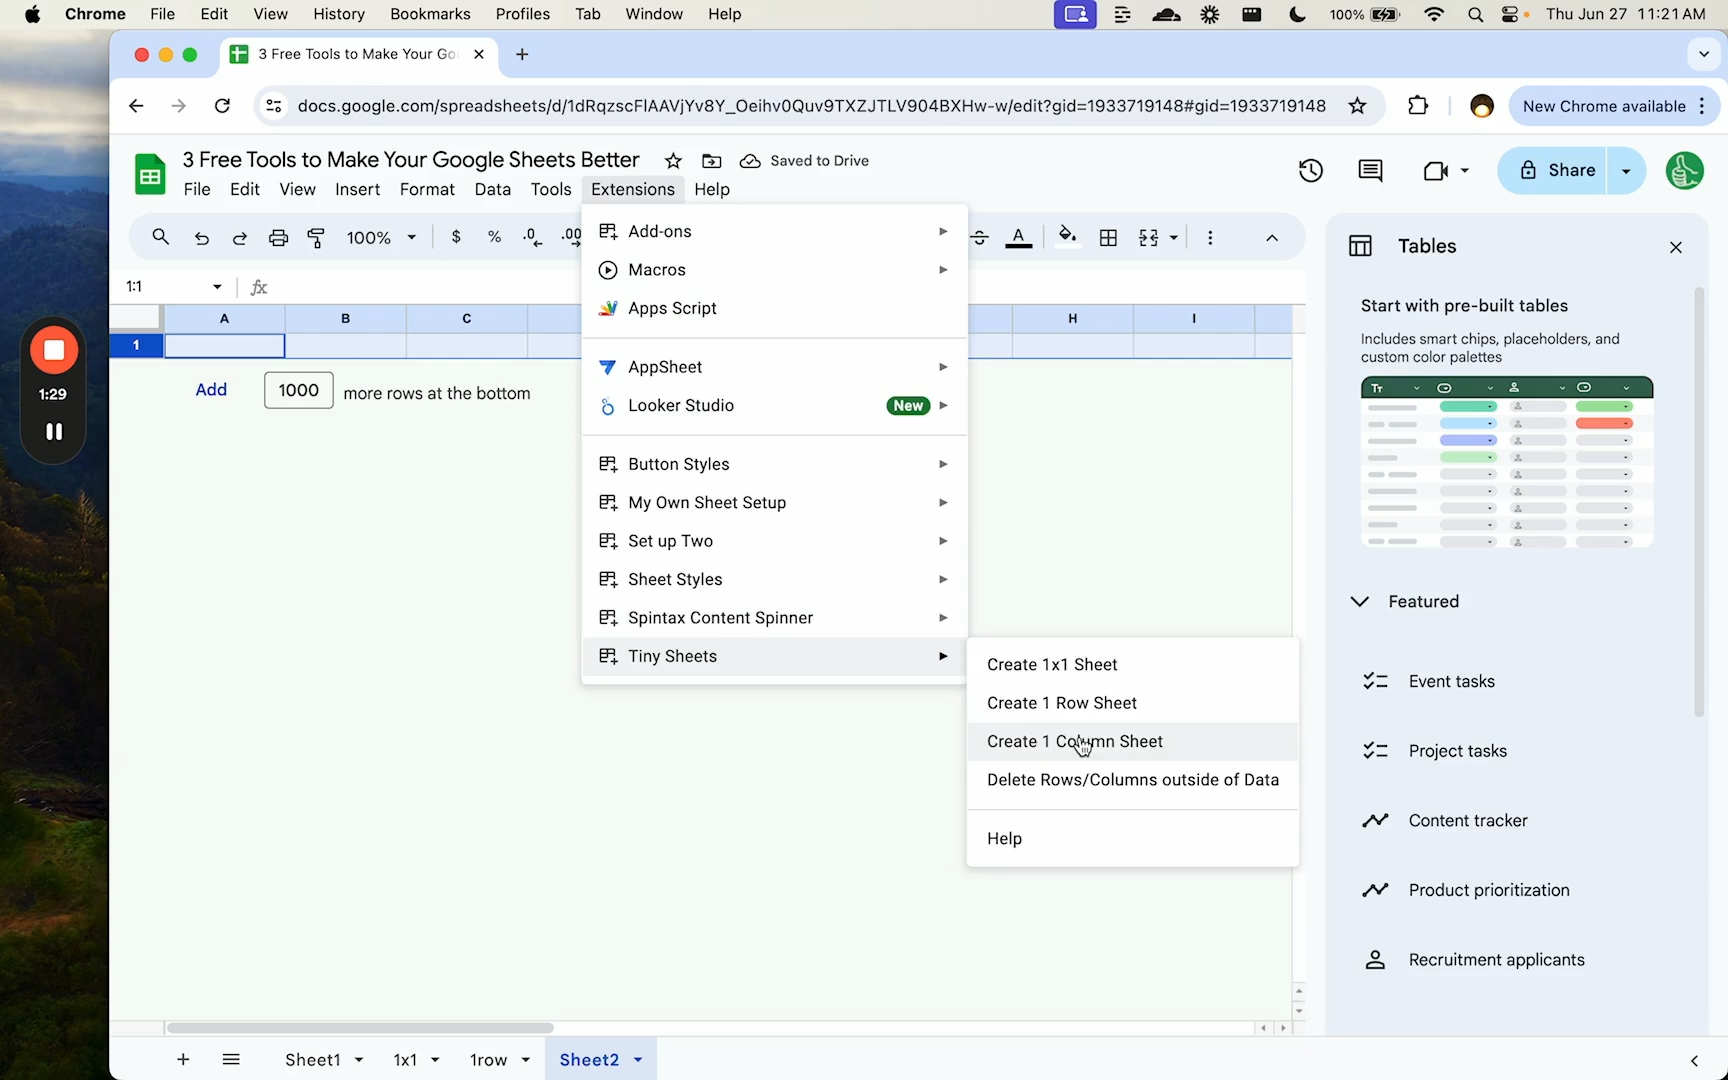 Chrome File Edit View History Bookmarks Profiles Tab Window Help 100% Thu Jun 27 11:21 AM
3 Free Tools to Make Your Go
docs.google.com/spreadsheets/d/1dRqzscFIAAVjYv8Y_Oeihv0Quv9TXZJTLV904BXHw-w/edit?gid=1933719148#gid=1933719148 New Chrome available
3 Free Tools to Make Your Google Sheets Better Saved to Drive
File Edit View Insert Format Data Tools Extensions Help
Share
100% $ % .0 .00 A
1:1 fx
A B C H I
1
Add 1000 more rows at the bottom
1:29
Add-ons
Macros
Apps Script
AppSheet
Looker Studio New
Button Styles
My Own Sheet Setup
Set up Two
Sheet Styles
Spintax Content Spinner
Tiny Sheets
Create 1x1 Sheet
Create 1 Row Sheet
Create 1 Column Sheet
Delete Rows/Columns outside of Data
Help
Tables
Start with pre-built tables
Includes smart chips, placeholders, and
custom color palettes
Tr
Featured
Event tasks
Project tasks
Content tracker
Product prioritization
Recruitment applicants
Sheet1 1x1 1row Sheet2